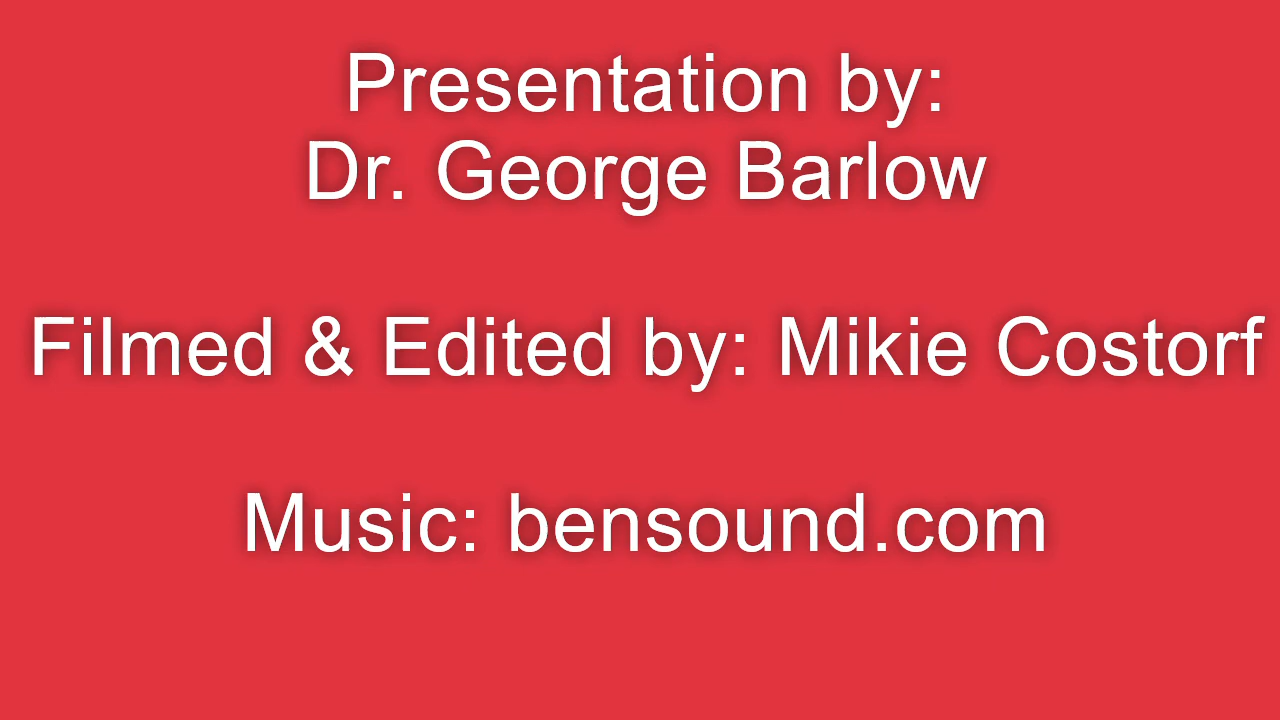 Presentation by:
Dr. George Barlow
Filmed & Edited by: Mikie Costorf
Music: bensound.com